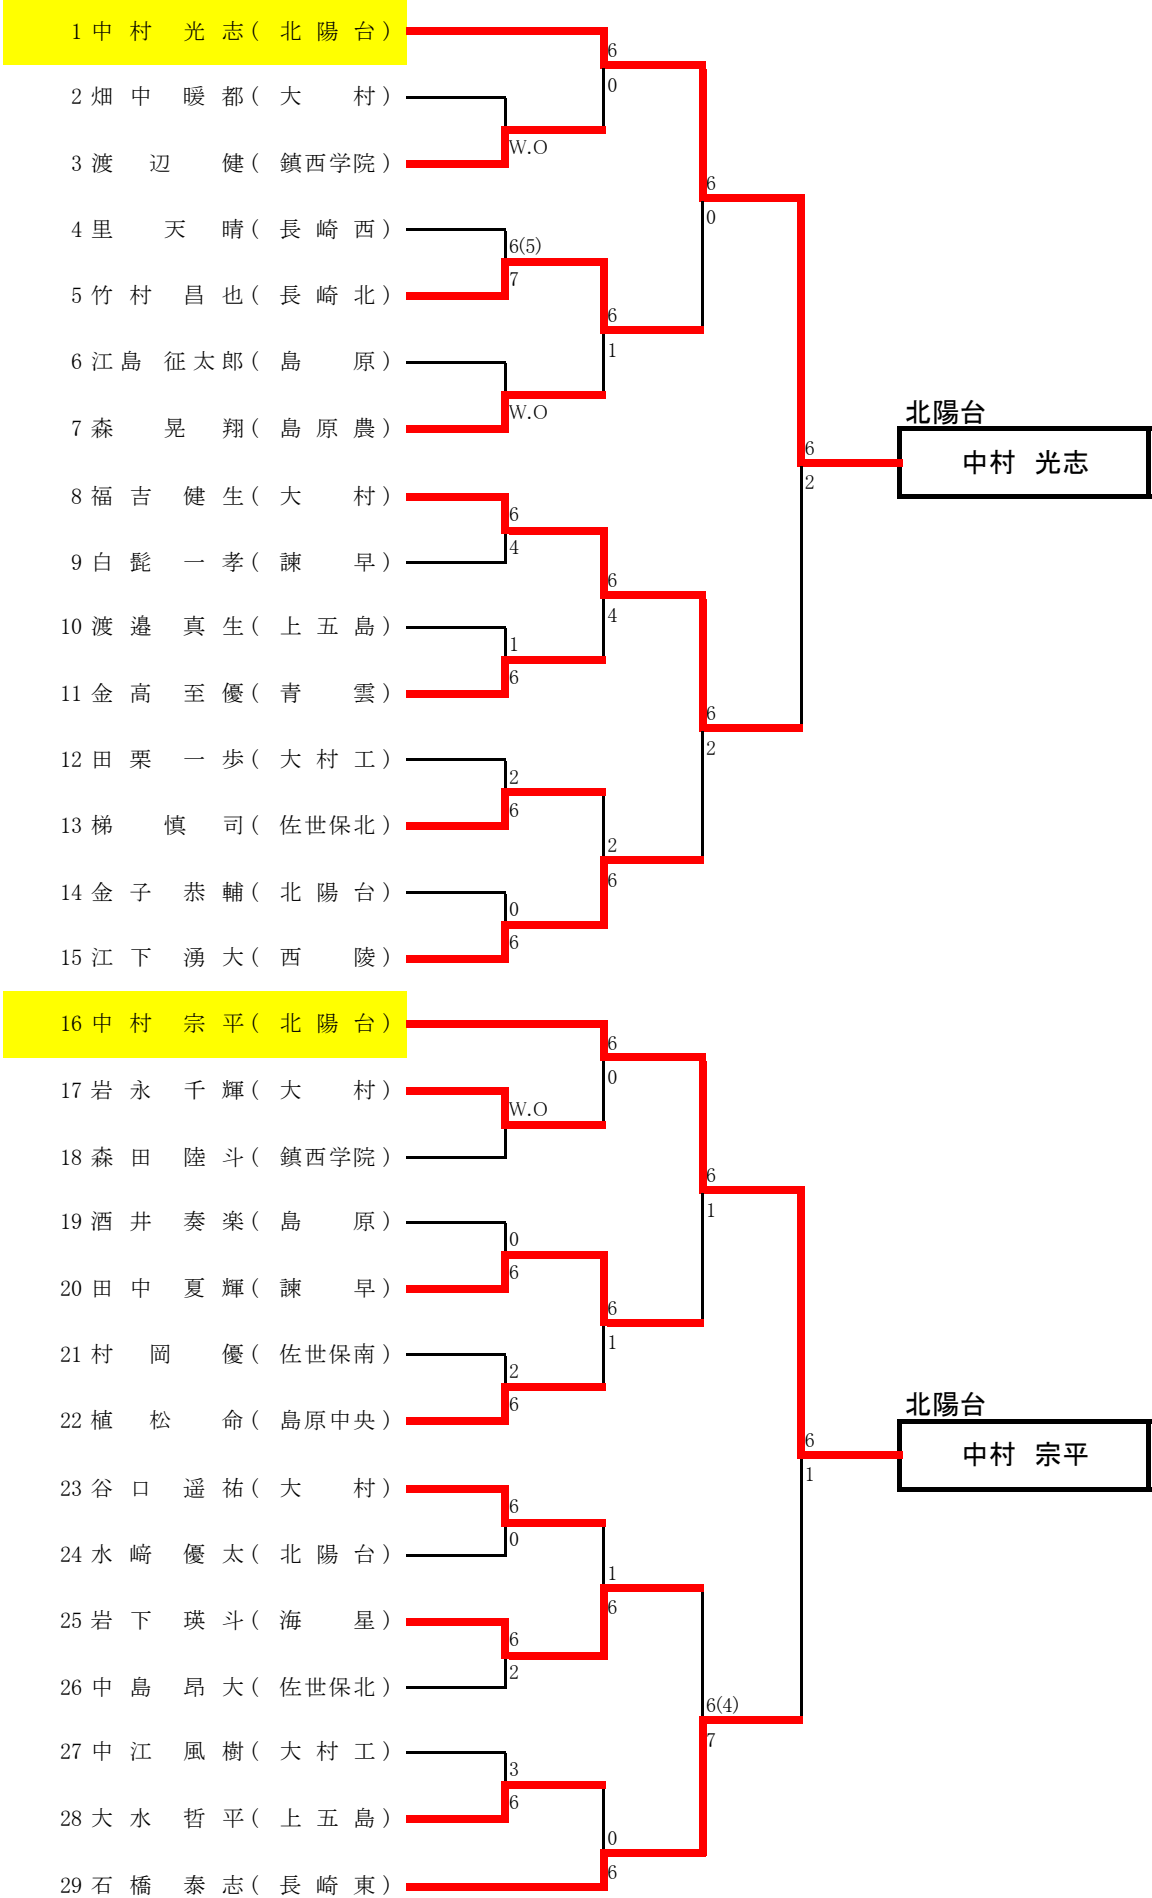 1 中村 光志(北陽台)
6
0
2 畑中 暖都(大村)
W.O
3 渡辺 健(鎮西学院)
6
0
4 里 天晴(長崎西)
6(5)
7
5 竹村 昌也(長崎北)
6
1
6 江島 征太郎(島原)
W.O
7 森 晃翔(島原農)
北陽台
中村 光志
6
2
8 福吉 健生(大村)
6
4
9 白髭 一孝(諫早)
6
4
10 渡邉 真生(上五島)
1
6
11 金高 至優(青雲)
6
2
12 田栗 一歩(大村工)
2
6
13 梯 慎司(佐世保北)
2
6
14 金子 恭輔(北陽台)
0
6
15 江下 湧大(西陵)
16 中村 宗平(北陽台)
6
0
17 岩永 千輝(大村)
W.O
18 森田 陸斗(鎮西学院)
6
1
19 酒井 奏楽(島原)
0
6
20 田中 夏輝(諫早)
6
1
21 村岡 優(佐世保南)
2
6
22 植松 命(島原中央)
北陽台
中村 宗平
6
1
23 谷口 遥祐(大村)
6
0
24 水﨑 優太(北陽台)
1
6
25 岩下 瑛斗(海星)
6
2
26 中島 昂大(佐世保北)
6(4)
7
27 中江 風樹(大村工)
3
6
28 大水 哲平(上五島)
0
6
29 石橋 泰志(長崎東)